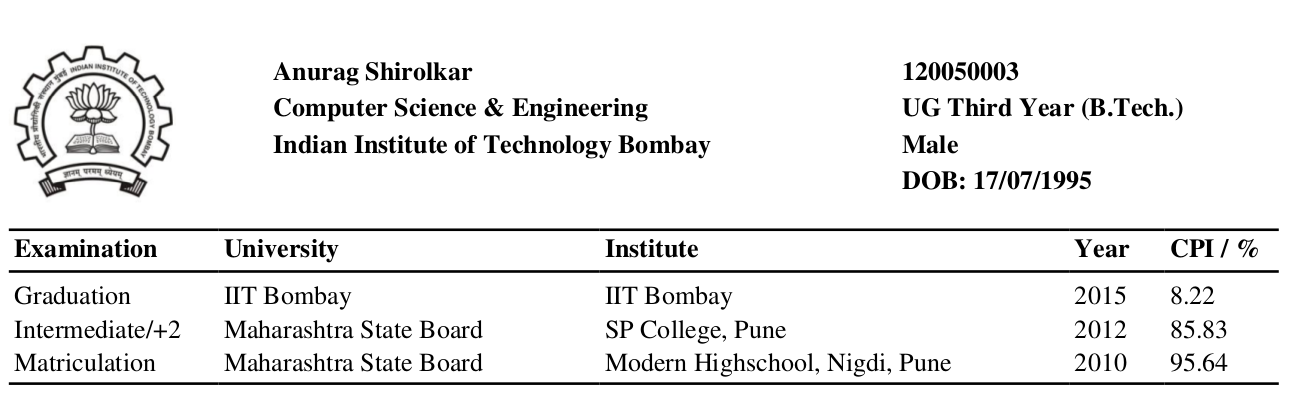 भारतीय प्रौद्योगिकी संस्थान मुंबई INDIAN INSTITUTE OF TECHNOLOGY BOMBAY
ज्ञानम् परमम् ध्येयम्
Anurag Shirolkar 120050003
Computer Science & Engineering UG Third Year (B.Tech.)
Indian Institute of Technology Bombay Male
DOB: 17/07/1995
Examination University Institute Year CPI / %
Graduation IIT Bombay IIT Bombay 2015 8.22
Intermediate/+2 Maharashtra State Board SP College, Pune 2012 85.83
Matriculation Maharashtra State Board Modern Highschool, Nigdi, Pune 2010 95.64